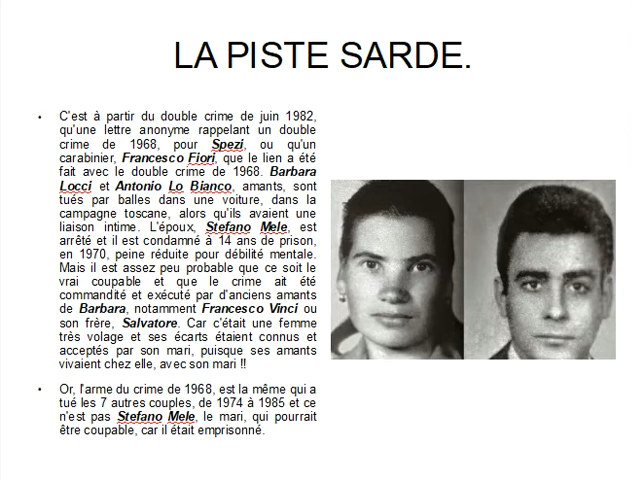 LA PISTE SARDE.
• C'est à partir du double crime de juin 1982,
qu'une lettre anonyme rappelant un double
crime de 1968, pour Spezi, ou qu'un
carabinier, Francesco Fiori, que le lien a été
fait avec le double crime de 1968. Barbara
Locci et Antonio Lo Bianco, amants, sont
tués par balles dans une voiture, dans la
campagne toscane, alors qu'ils avaient une
liaison intime. L'époux, Stefano Mele, est
arrêté et il est condamné à 14 ans de prison,
en 1970, peine réduite pour débilité mentale.
Mais il est assez peu probable que ce soit le
vrai coupable et que le crime ait été
commandité et exécuté par d'anciens amants
de Barbara, notamment Francesco Vinci ou
son frère, Salvatore. Car c'était une femme
très volage et ses écarts étaient connus et
acceptés par son mari, puisque ses amants
vivaient chez elle, avec son mari !!
• Or, l'arme du crime de 1968, est la même qui a
tué les 7 autres couples, de 1974 à 1985 et ce
n'est pas Stefano Mele, le mari, qui pourrait
être coupable, car il était emprisonné.